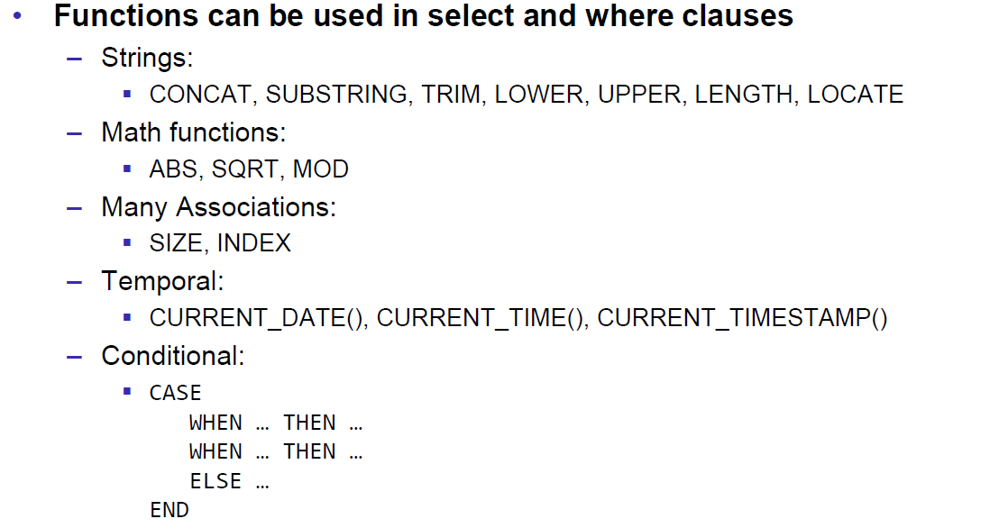 • Functions can be used in select and where clauses
– Strings:
▪ CONCAT, SUBSTRING, TRIM, LOWER, UPPER, LENGTH, LOCATE
– Math functions:
▪ ABS, SQRT, MOD
– Many Associations:
▪ SIZE, INDEX
– Temporal:
▪ CURRENT_DATE(), CURRENT_TIME(), CURRENT_TIMESTAMP()
– Conditional:
▪ CASE
WHEN … THEN …
WHEN … THEN …
ELSE …
END